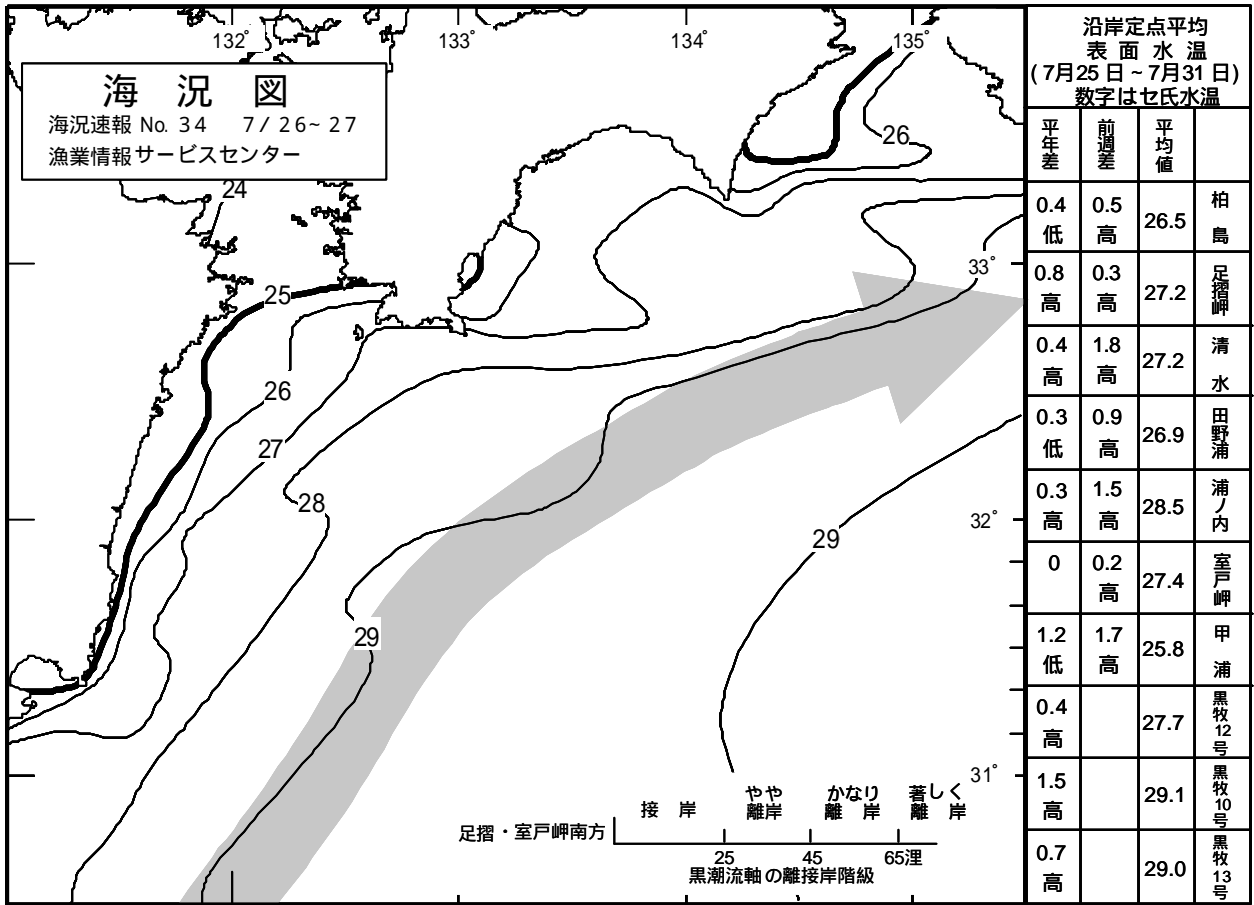 132°
133°
134°
135°
海 況 図
海況速報 No. 34 7/26~27
漁業情報サービスセンター
24
25
26
27
28
29
26
29
33°
32°
31°
足摺・室戸岬南方
接 岸
やや
離岸
かなり
離 岸
著しく
離 岸
25
45
65浬
黒潮流軸の離接岸階級
沿岸定点平均
表 面 水 温
(7月25日~7月31日)
数字はセ氏水温
平年差 前週差 平均値
0.4低 0.5高 26.5 柏島
0.8高 0.3高 27.2 足摺岬
0.4高 1.8高 27.2 清水
0.3低 0.9高 26.9 田野浦
0.3高 1.5高 28.5 浦ノ内
0 0.2高 27.4 室戸岬
1.2低 1.7高 25.8 甲浦
0.4高 27.7 黒牧12号
1.5高 29.1 黒牧10号
0.7高 29.0 黒牧13号